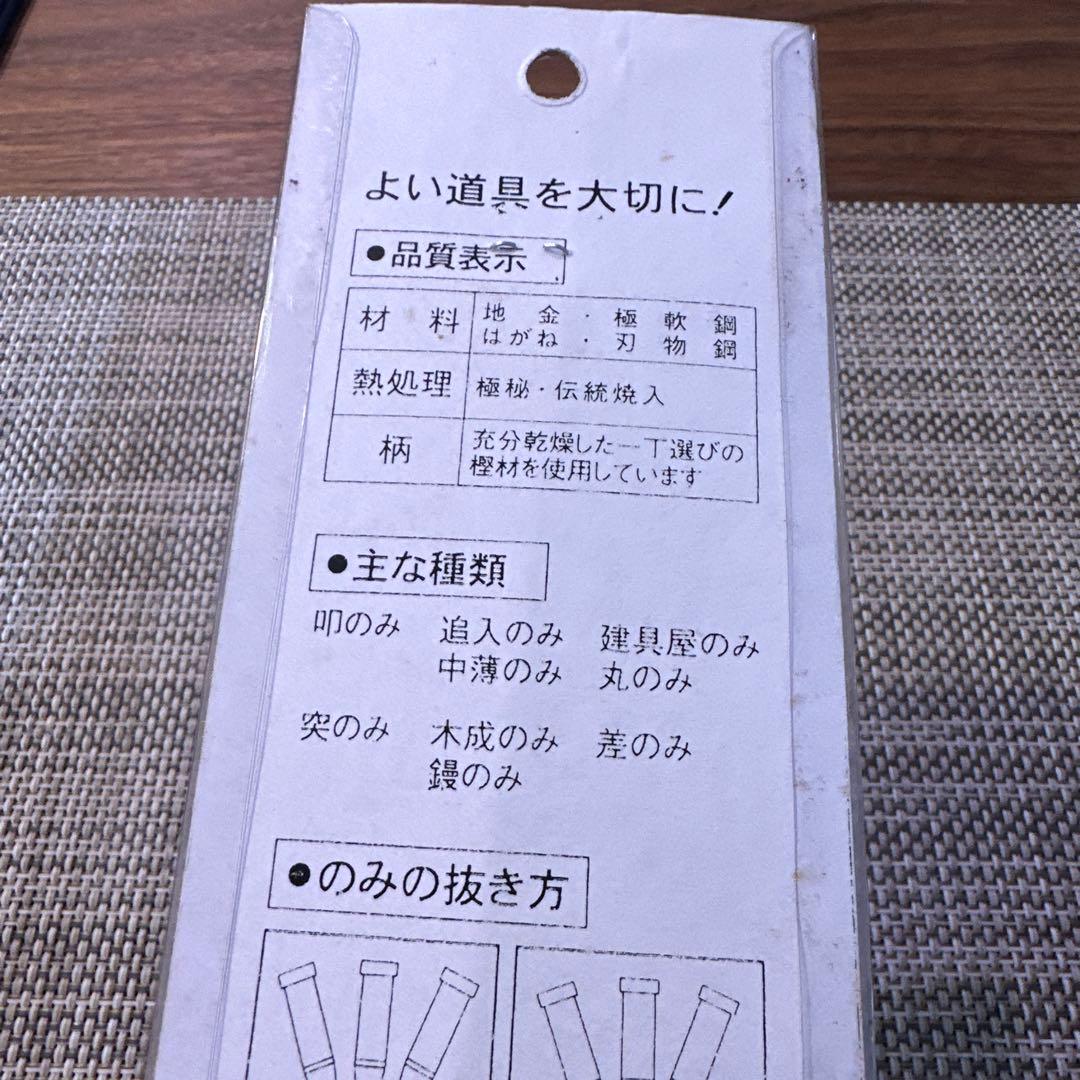 よい道具を大切に!
●品質表示
材料 地金・極軟鋼
はがね・刃物鋼
熱処理 極秘・伝統焼入
柄 充分乾燥した一丁選びの
樫材を使用しています
●主な種類
叩のみ 追入のみ 建具屋のみ
中薄のみ 丸のみ
突のみ 木成のみ 差のみ
鏝のみ
●のみの抜き方